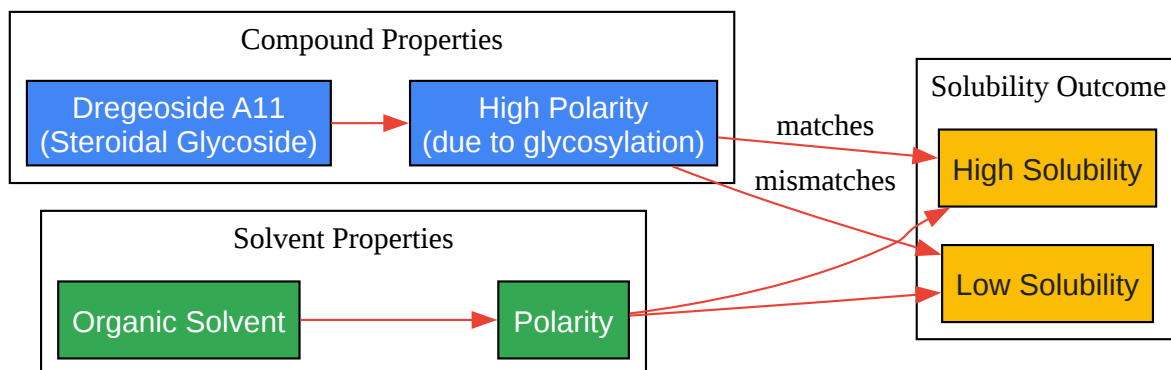 Compound Properties
Dregeoside A11
(Steroidal Glycoside)
High Polarity
(due to glycosylation)
matches
mismatches
Solvent Properties
Organic Solvent
Polarity
Solubility Outcome
High Solubility
Low Solubility